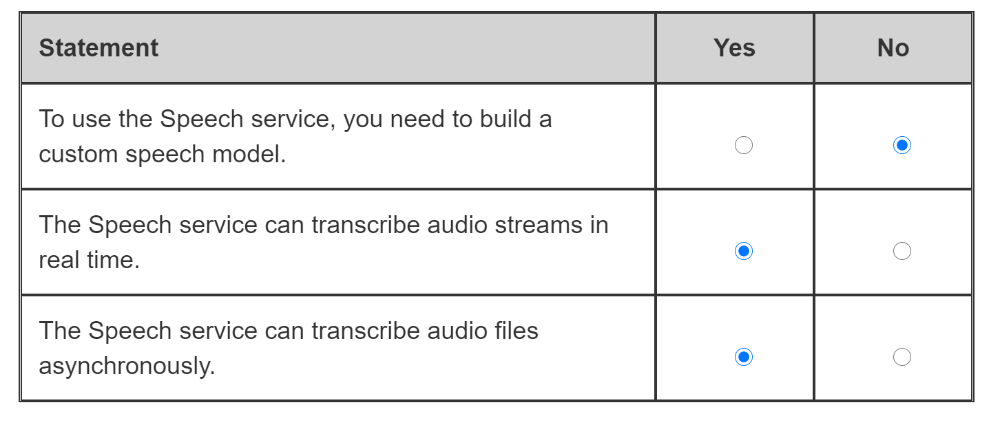 Statement Yes No
To use the Speech service, you need to build a
custom speech model.
The Speech service can transcribe audio streams in
real time.
The Speech service can transcribe audio files
asynchronously.